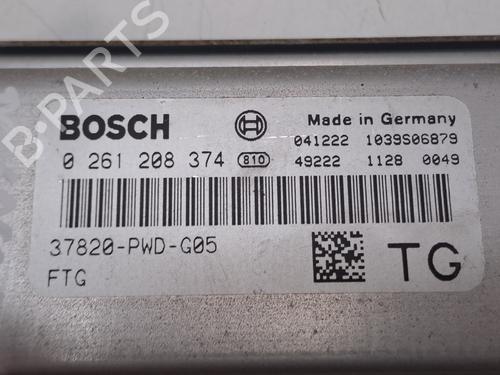 BOSCH
Made in Germany
041222 1039S06879
0 261 208 374 810
49222 1128 0049
37820-PWD-G05
FTG
TG
B-PARTS